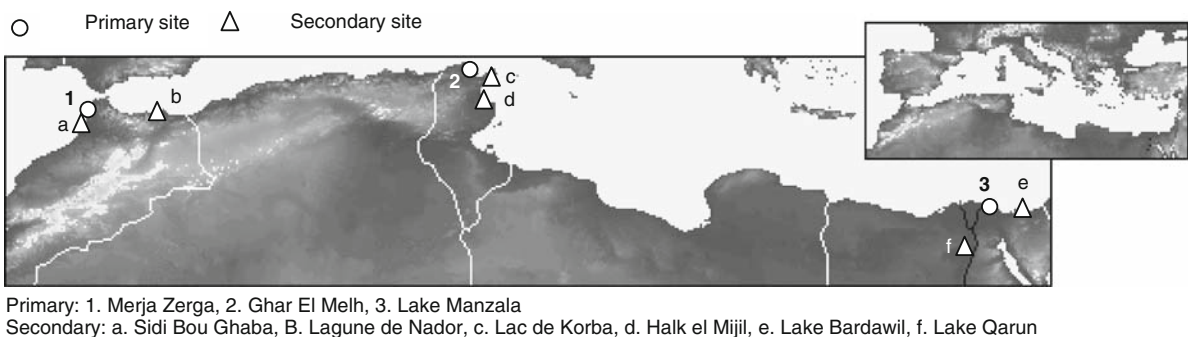 Primary site Secondary site
1
a
b
2
c
d
3
e
f
Primary: 1. Merja Zerga, 2. Ghar El Melh, 3. Lake Manzala
Secondary: a. Sidi Bou Ghaba, B. Lagune de Nador, c. Lac de Korba, d. Halk el Mijil, e. Lake Bardawil, f. Lake Qarun